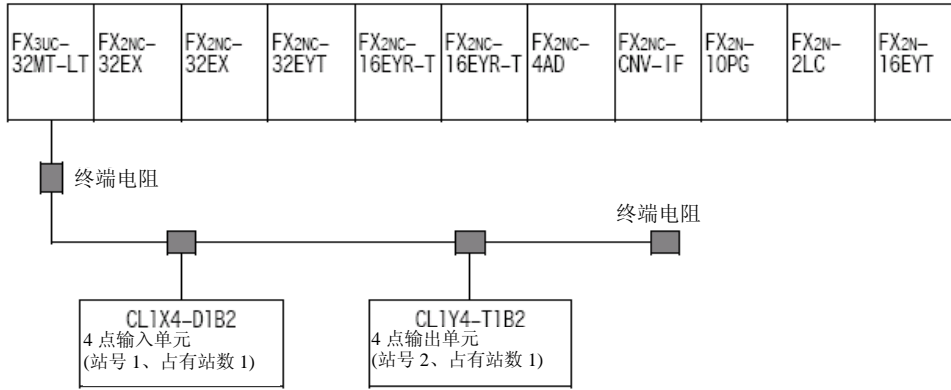 FX3UC-
32MT-LT
FX2NC-
32EX
FX2NC-
32EX
FX2NC-
32EYT
FX2NC-
16EYR-T
FX2NC-
16EYR-T
FX2NC-
4AD
FX2NC-
CNV-IF
FX2N-
10PG
FX2N-
2LC
FX2N-
16EYT
终端电阻
终端电阻
CL1X4-D1B2
4 点输入单元
(站号 1、占有站数 1)
CL1Y4-T1B2
4 点输出单元
(站号 2、占有站数 1)